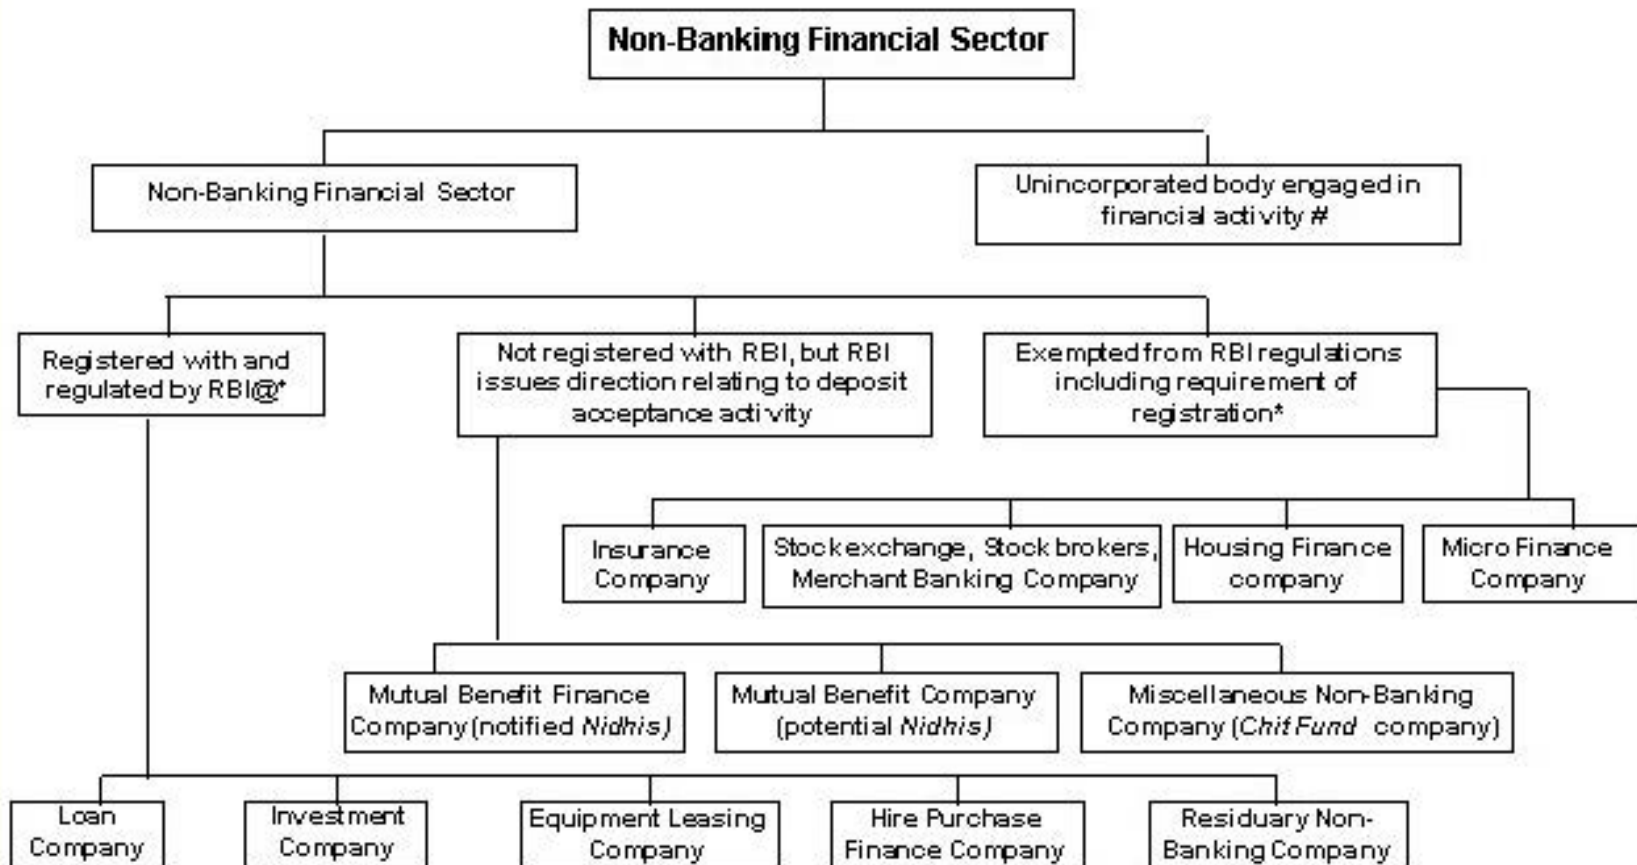 Non-Banking Financial Sector
Non-Banking Financial Sector
Unincorporated body engaged in
financial activity #
Registered with and
regulated by RBI@*
Not registered with RBI, but RBI
issues direction relating to deposit
acceptance activity
Exempted from RBI regulations
including requirement of
registration*
Insurance
Company
Stock exchange, Stock brokers,
Merchant Banking Company
Housing Finance
company
Micro Finance
Company
Mutual Benefit Finance
Company (notified Nidhis)
Mutual Benefit Company
(potential Nidhis)
Miscellaneous Non-Banking
Company (Chit Fund company)
Loan
Company
Investment
Company
Equipment Leasing
Company
Hire Purchase
Finance Company
Residuary Non-
Banking Company